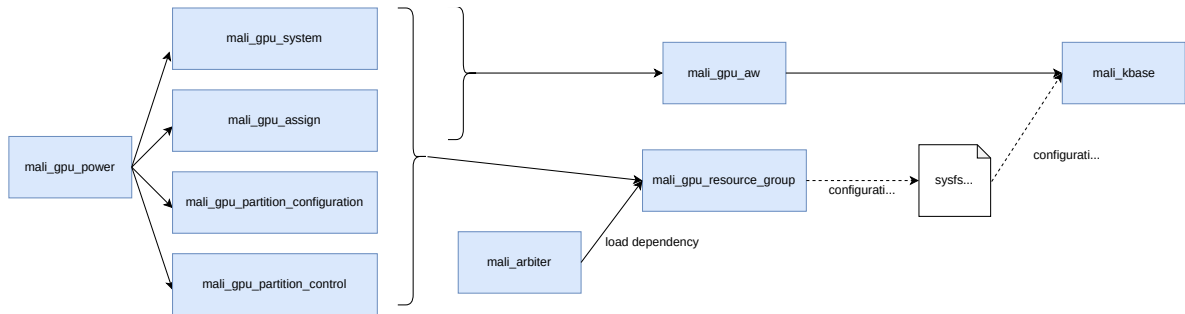 mali_gpu_system
mali_gpu_aw
mali_kbase
mali_gpu_assign
mali_gpu_power
configurati...
mali_gpu_resource_group
sysfs...
configurati...
mali_gpu_partition_configuration
load dependency
mali_arbiter
mali_gpu_partition_control